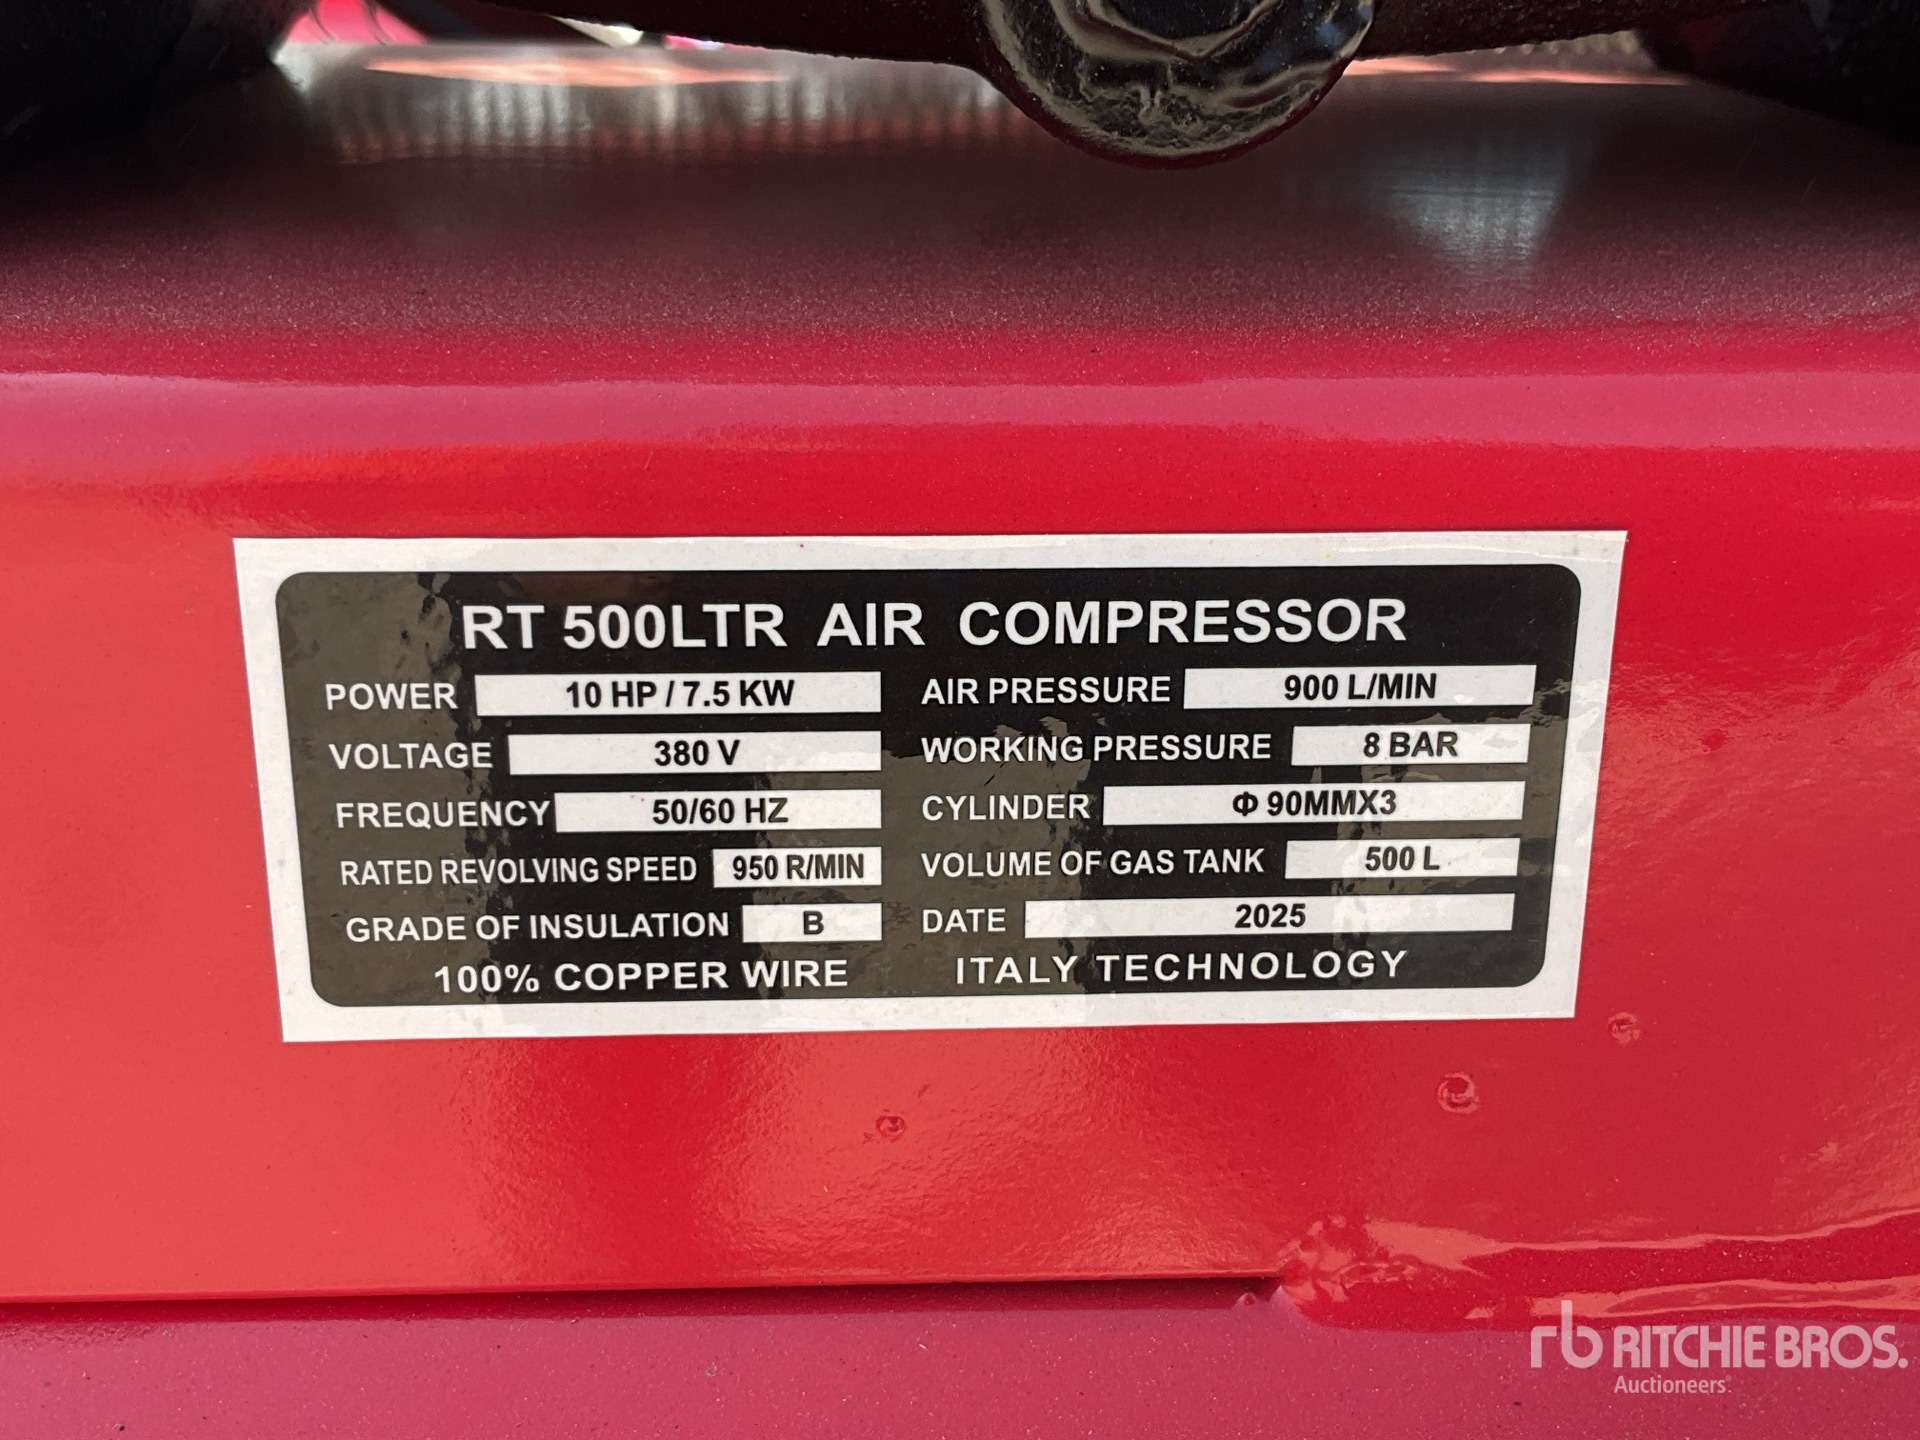 RT 500LTR AIR COMPRESSOR
POWER 10 HP / 7.5 KW
VOLTAGE 380 V
FREQUENCY 50/60 HZ
RATED REVOLVING SPEED 950 R/MIN
GRADE OF INSULATION B
100% COPPER WIRE
AIR PRESSURE 900 L/MIN
WORKING PRESSURE 8 BAR
CYLINDER Φ 90MMX3
VOLUME OF GAS TANK 500 L
DATE 2025
ITALY TECHNOLOGY
rb RITCHIE BROS.
Auctioneers